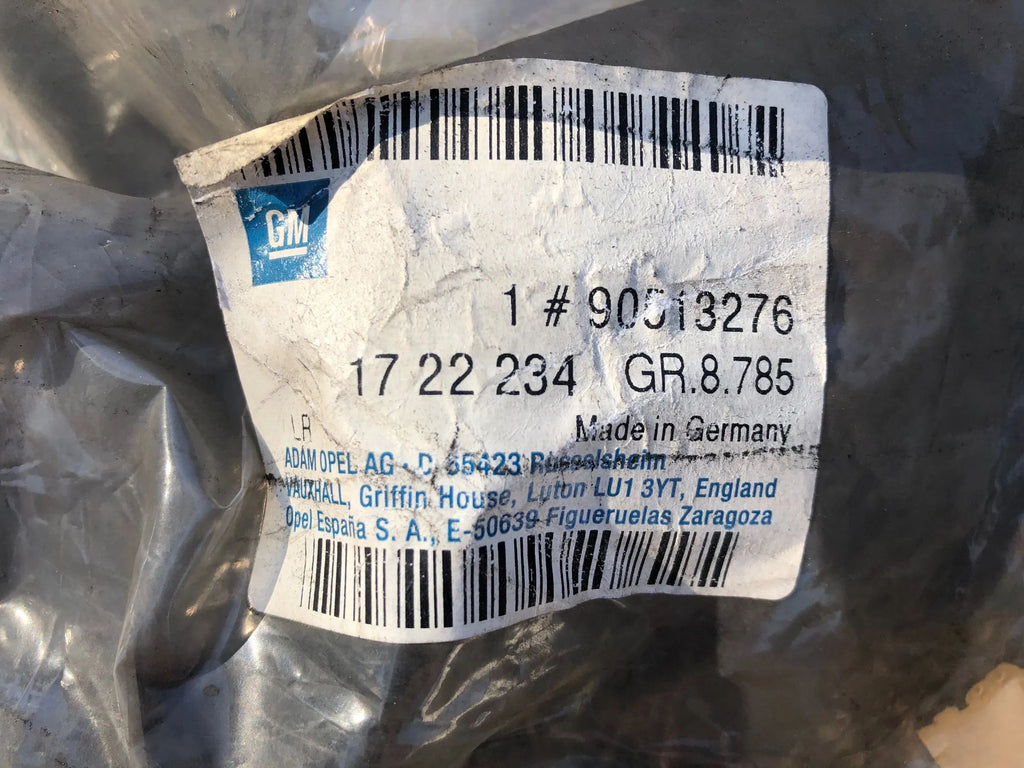 GM
1 # 90513276
17 22 234 GR.8.785
LR
Made in Germany
ADAM OPEL AG - D 65423 Rüsselsheim
VAUXHALL, Griffin House, Luton LU1 3YT, England
Opel España S. A., E-50639 Figueruelas Zaragoza